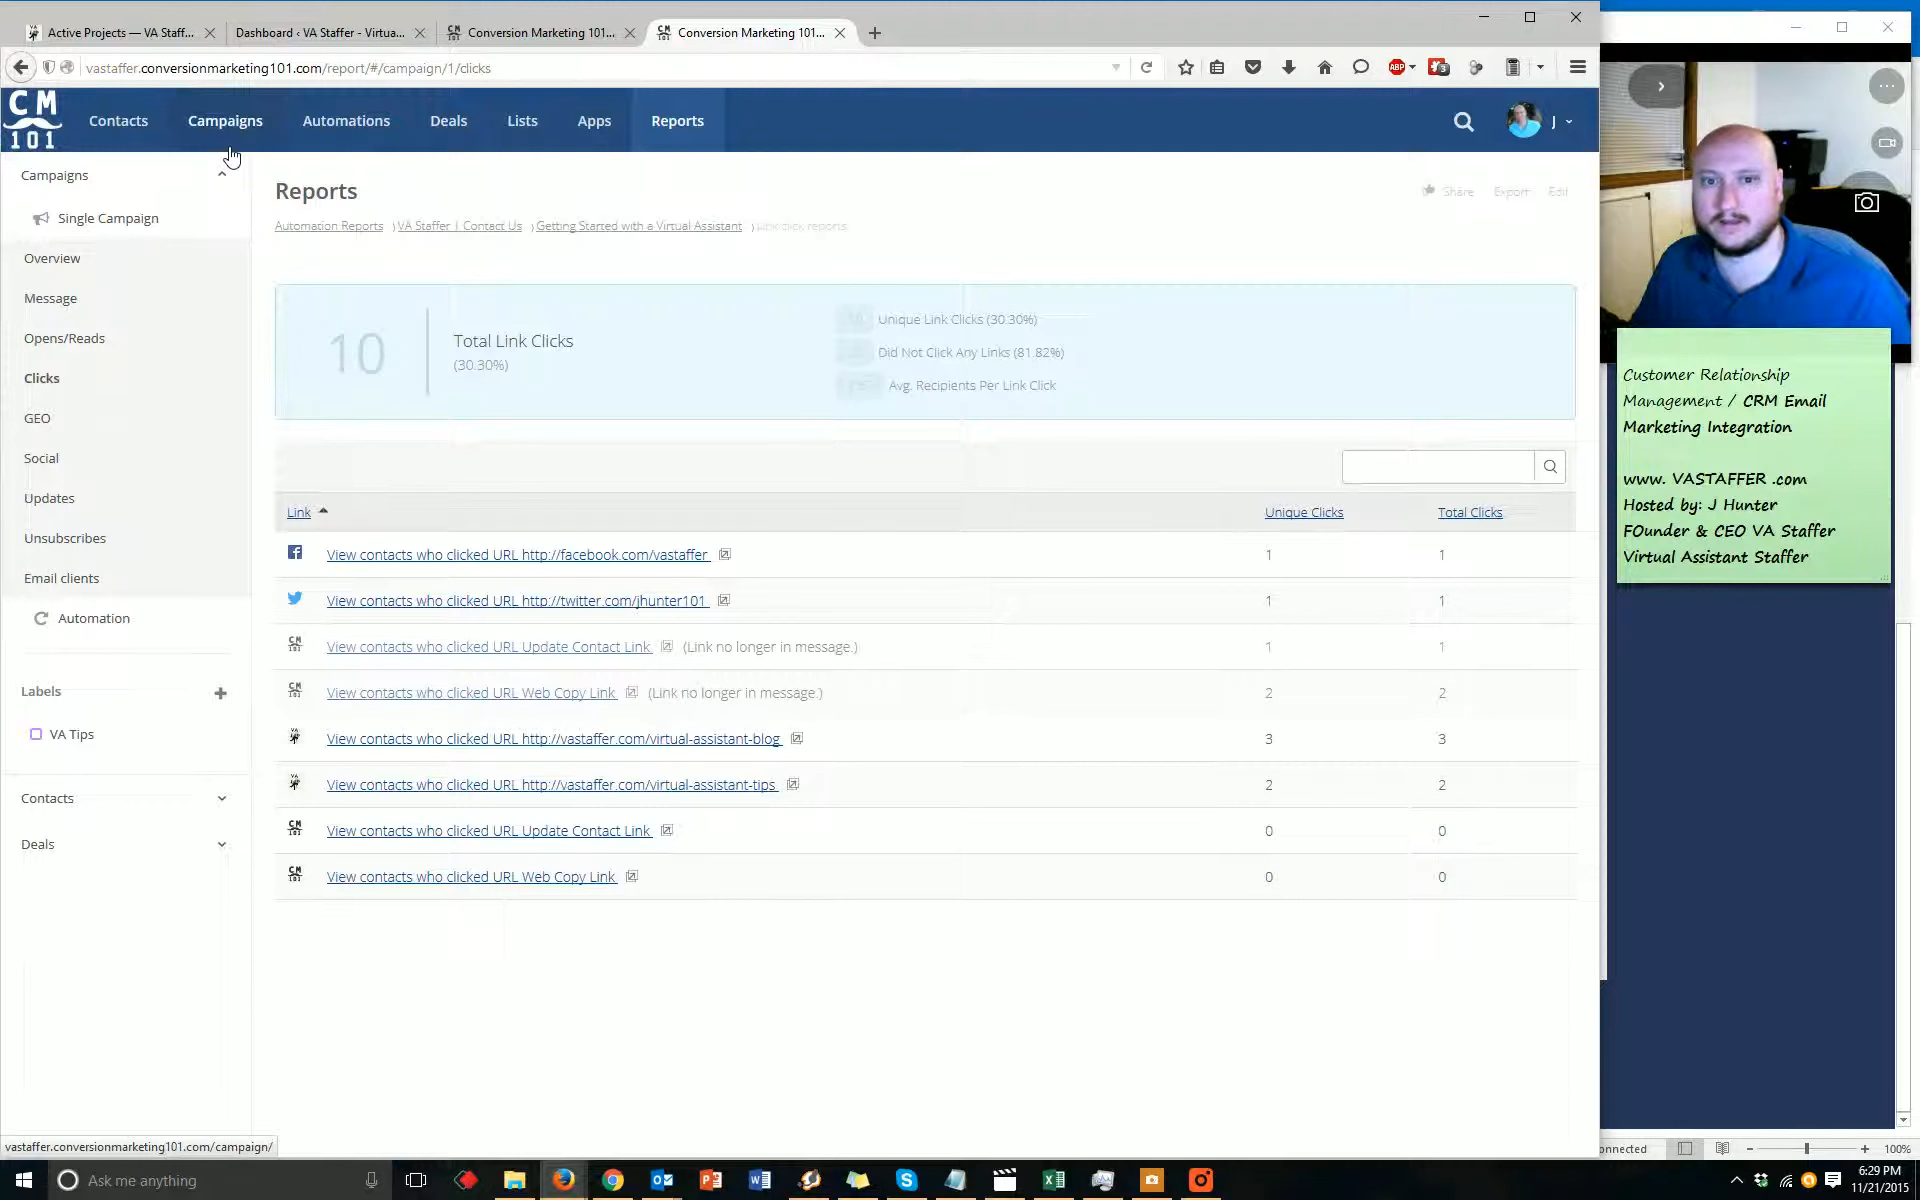 Active Projects — VA Staff...
Dashboard ‹ VA Staffer - Virtua...
Conversion Marketing 101...
Conversion Marketing 101...
vastaffer.conversionmarketing101.com/report/#/campaign/1/clicks
ABP
3
CM
101
Contacts
Campaigns
Automations
Deals
Lists
Apps
Reports
J
Campaigns
Single Campaign
Overview
Message
Opens/Reads
Clicks
GEO
Social
Updates
Unsubscribes
Email clients
Automation
Labels
VA Tips
Contacts
Deals
Reports
Share Export Edit
Automation Reports
VA Staffer | Contact Us
Getting Started with a Virtual Assistant
Link click reports
10
Total Link Clicks
(30.30%)
Unique Link Clicks (30.30%)
Did Not Click Any Links (81.82%)
Avg. Recipients Per Link Click
Link Unique Clicks Total Clicks
View contacts who clicked URL http://facebook.com/vastaffer 1 1
View contacts who clicked URL http://twitter.com/jhunter101 1 1
View contacts who clicked URL Update Contact Link (Link no longer in message.) 1 1
View contacts who clicked URL Web Copy Link (Link no longer in message.) 2 2
View contacts who clicked URL http://vastaffer.com/virtual-assistant-blog 3 3
View contacts who clicked URL http://vastaffer.com/virtual-assistant-tips 2 2
View contacts who clicked URL Update Contact Link 0 0
View contacts who clicked URL Web Copy Link 0 0
Customer Relationship
Management / CRM Email
Marketing Integration
www. VASTAFFER .com
Hosted by: J Hunter
FOunder & CEO VA Staffer
Virtual Assistant Staffer
vastaffer.conversionmarketing101.com/campaign/
onnected
100%
Ask me anything
6:29 PM
11/21/2015